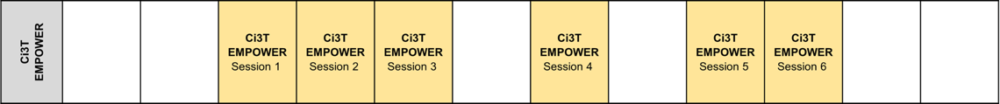 Ci3T
EMPOWER
Ci3T
EMPOWER
Session 1
Ci3T
EMPOWER
Session 2
Ci3T
EMPOWER
Session 3
Ci3T
EMPOWER
Session 4
Ci3T
EMPOWER
Session 5
Ci3T
EMPOWER
Session 6